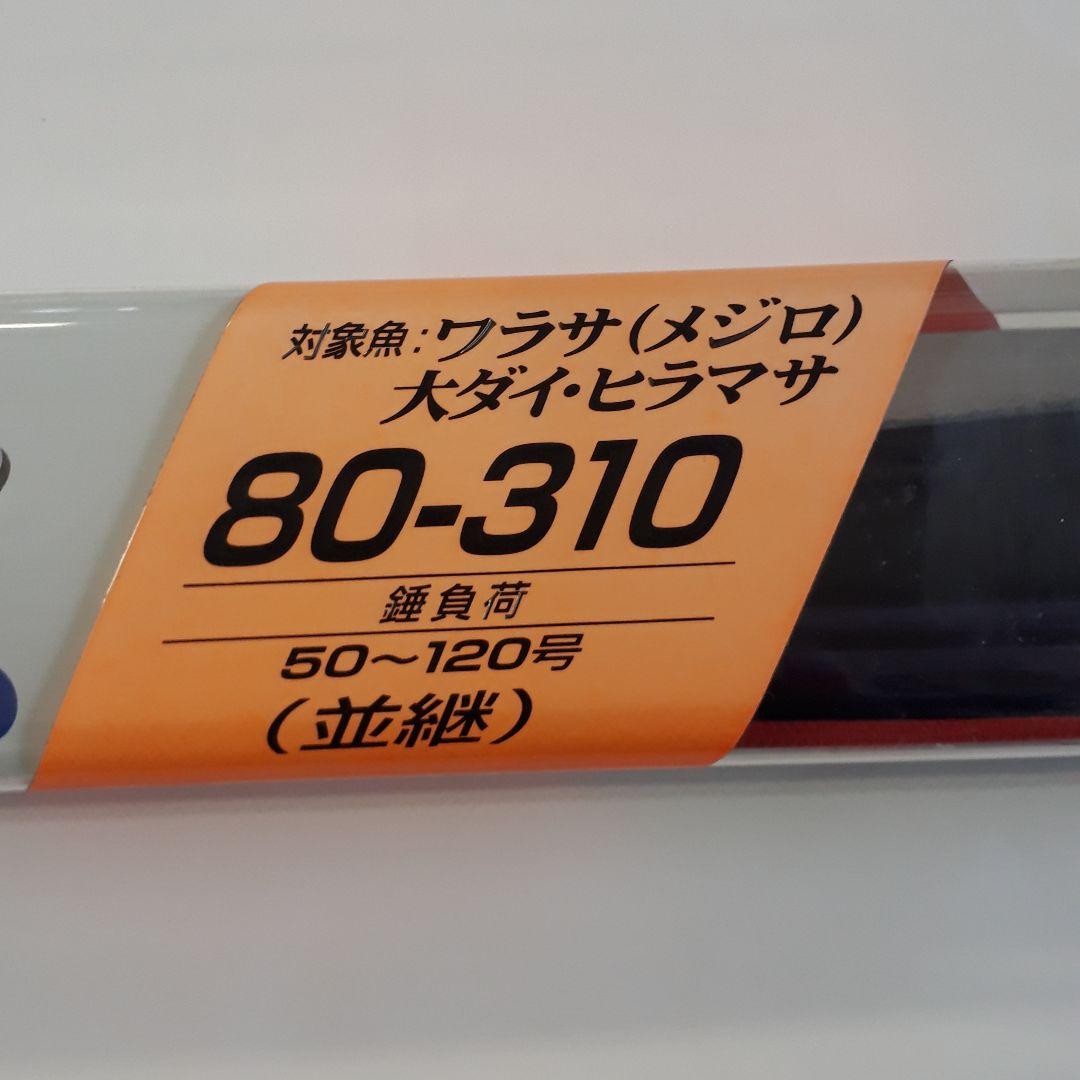 対象魚:ワラサ(メジロ)
大ダイ・ヒラマサ
80-310
錘負荷
50〜120号
(並継)